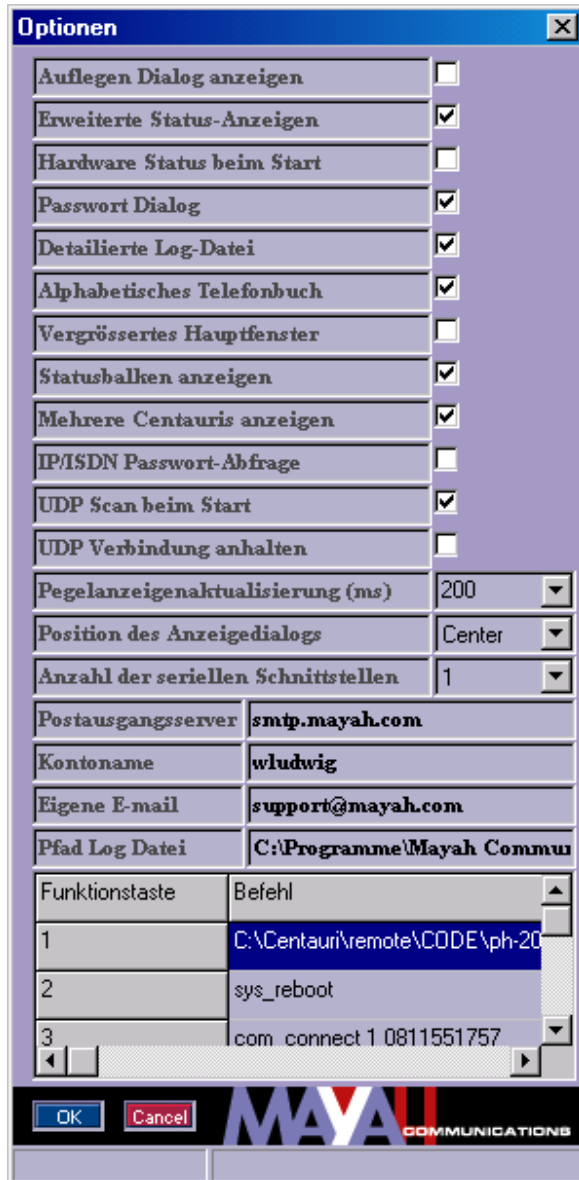 Optionen
Auflegen Dialog anzeigen
Erweiterte Status-Anzeigen
Hardware Status beim Start
Passwort Dialog
Detailierte Log-Datei
Alphabetisches Telefonbuch
Vergrössertes Hauptfenster
Statusbalken anzeigen
Mehrere Centauris anzeigen
IP/ISDN Passwort-Abfrage
UDP Scan beim Start
UDP Verbindung anhalten
Pegelanzeigenaktualisierung (ms) 200
Position des Anzeigedialogs Center
Anzahl der seriellen Schnittstellen 1
Postausgangsserver smtp.mayah.com
Kontoname wludwig
Eigene E-mail support@mayah.com
Pfad Log Datei C:\Programme\Mayah Commu
Funktionstaste Befehl
1 C:\Centauri\remote\CODE\ph-20
2 sys_reboot
3 com_connect 1 0811551757
OK Cancel MAYAH
COMMUNICATIONS